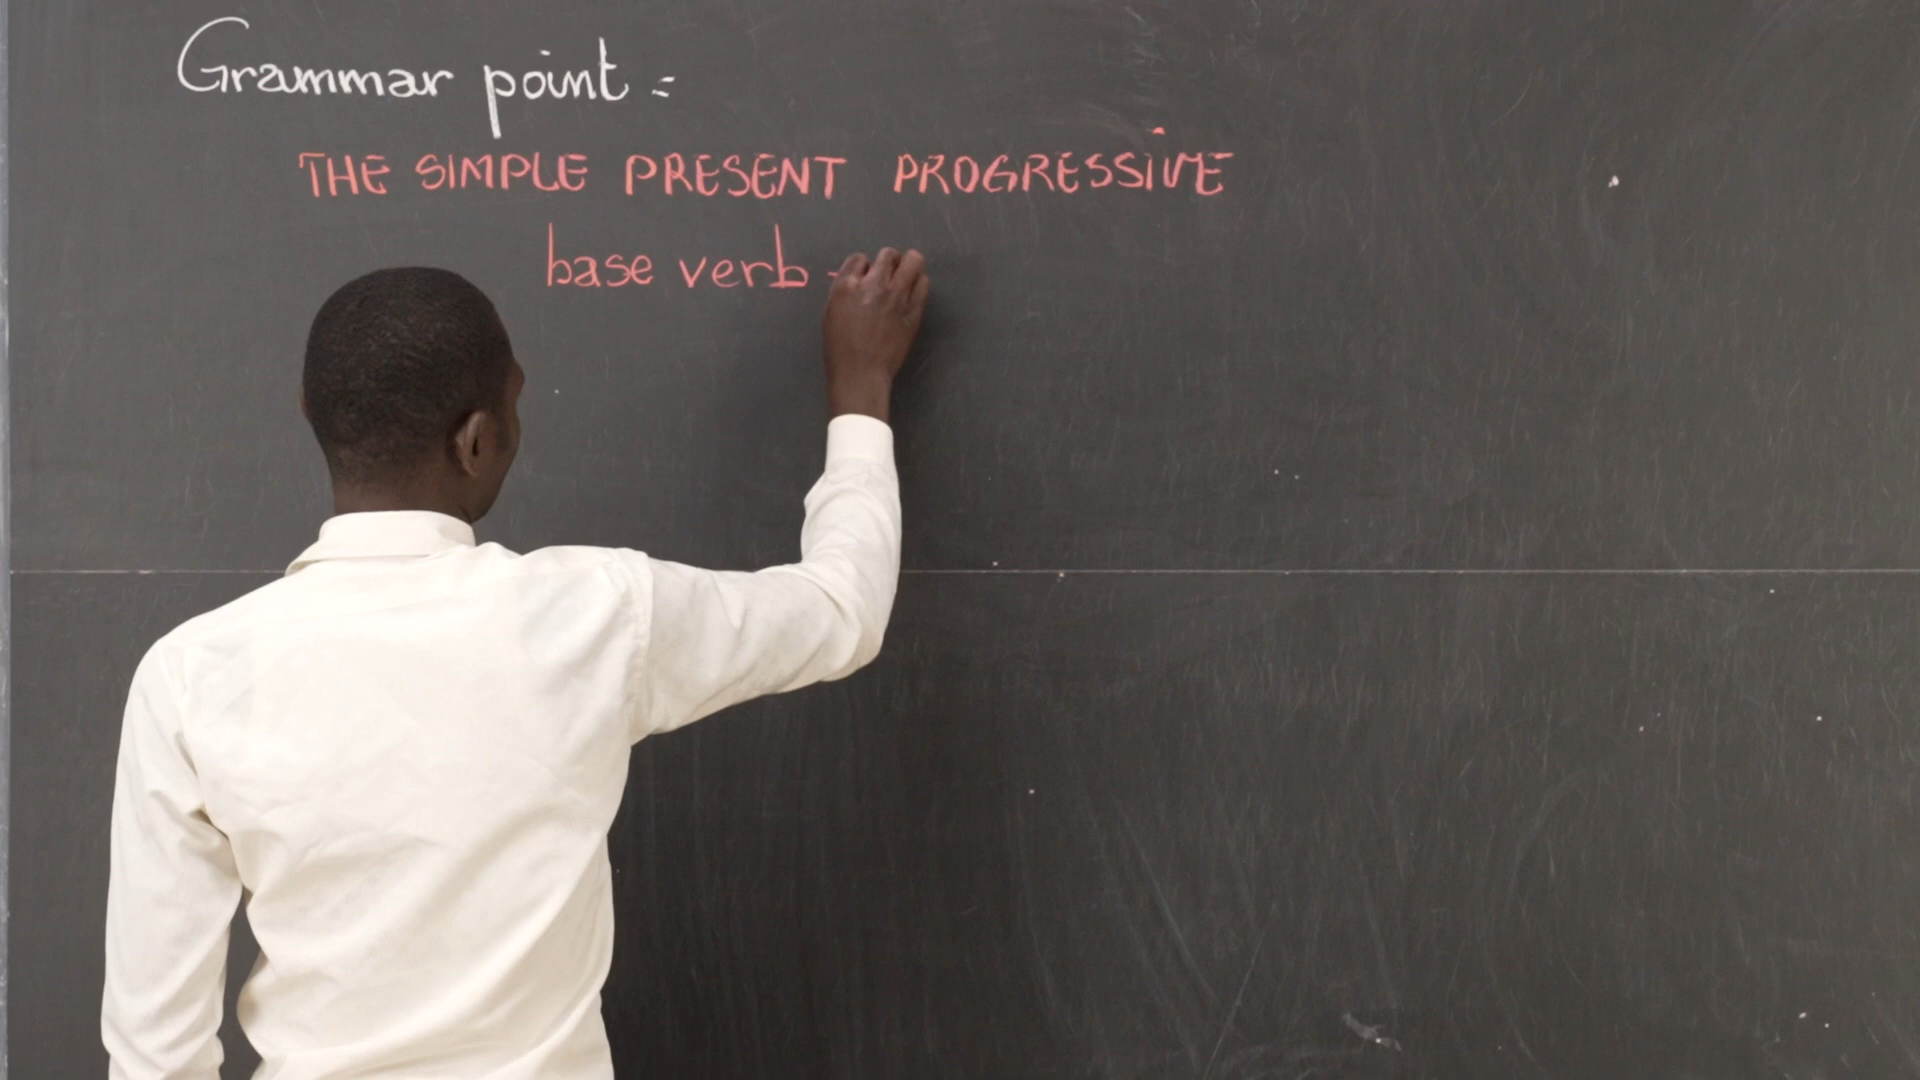 Grammar point =
THE SIMPLE PRESENT PROGRESSIVE
base verb -